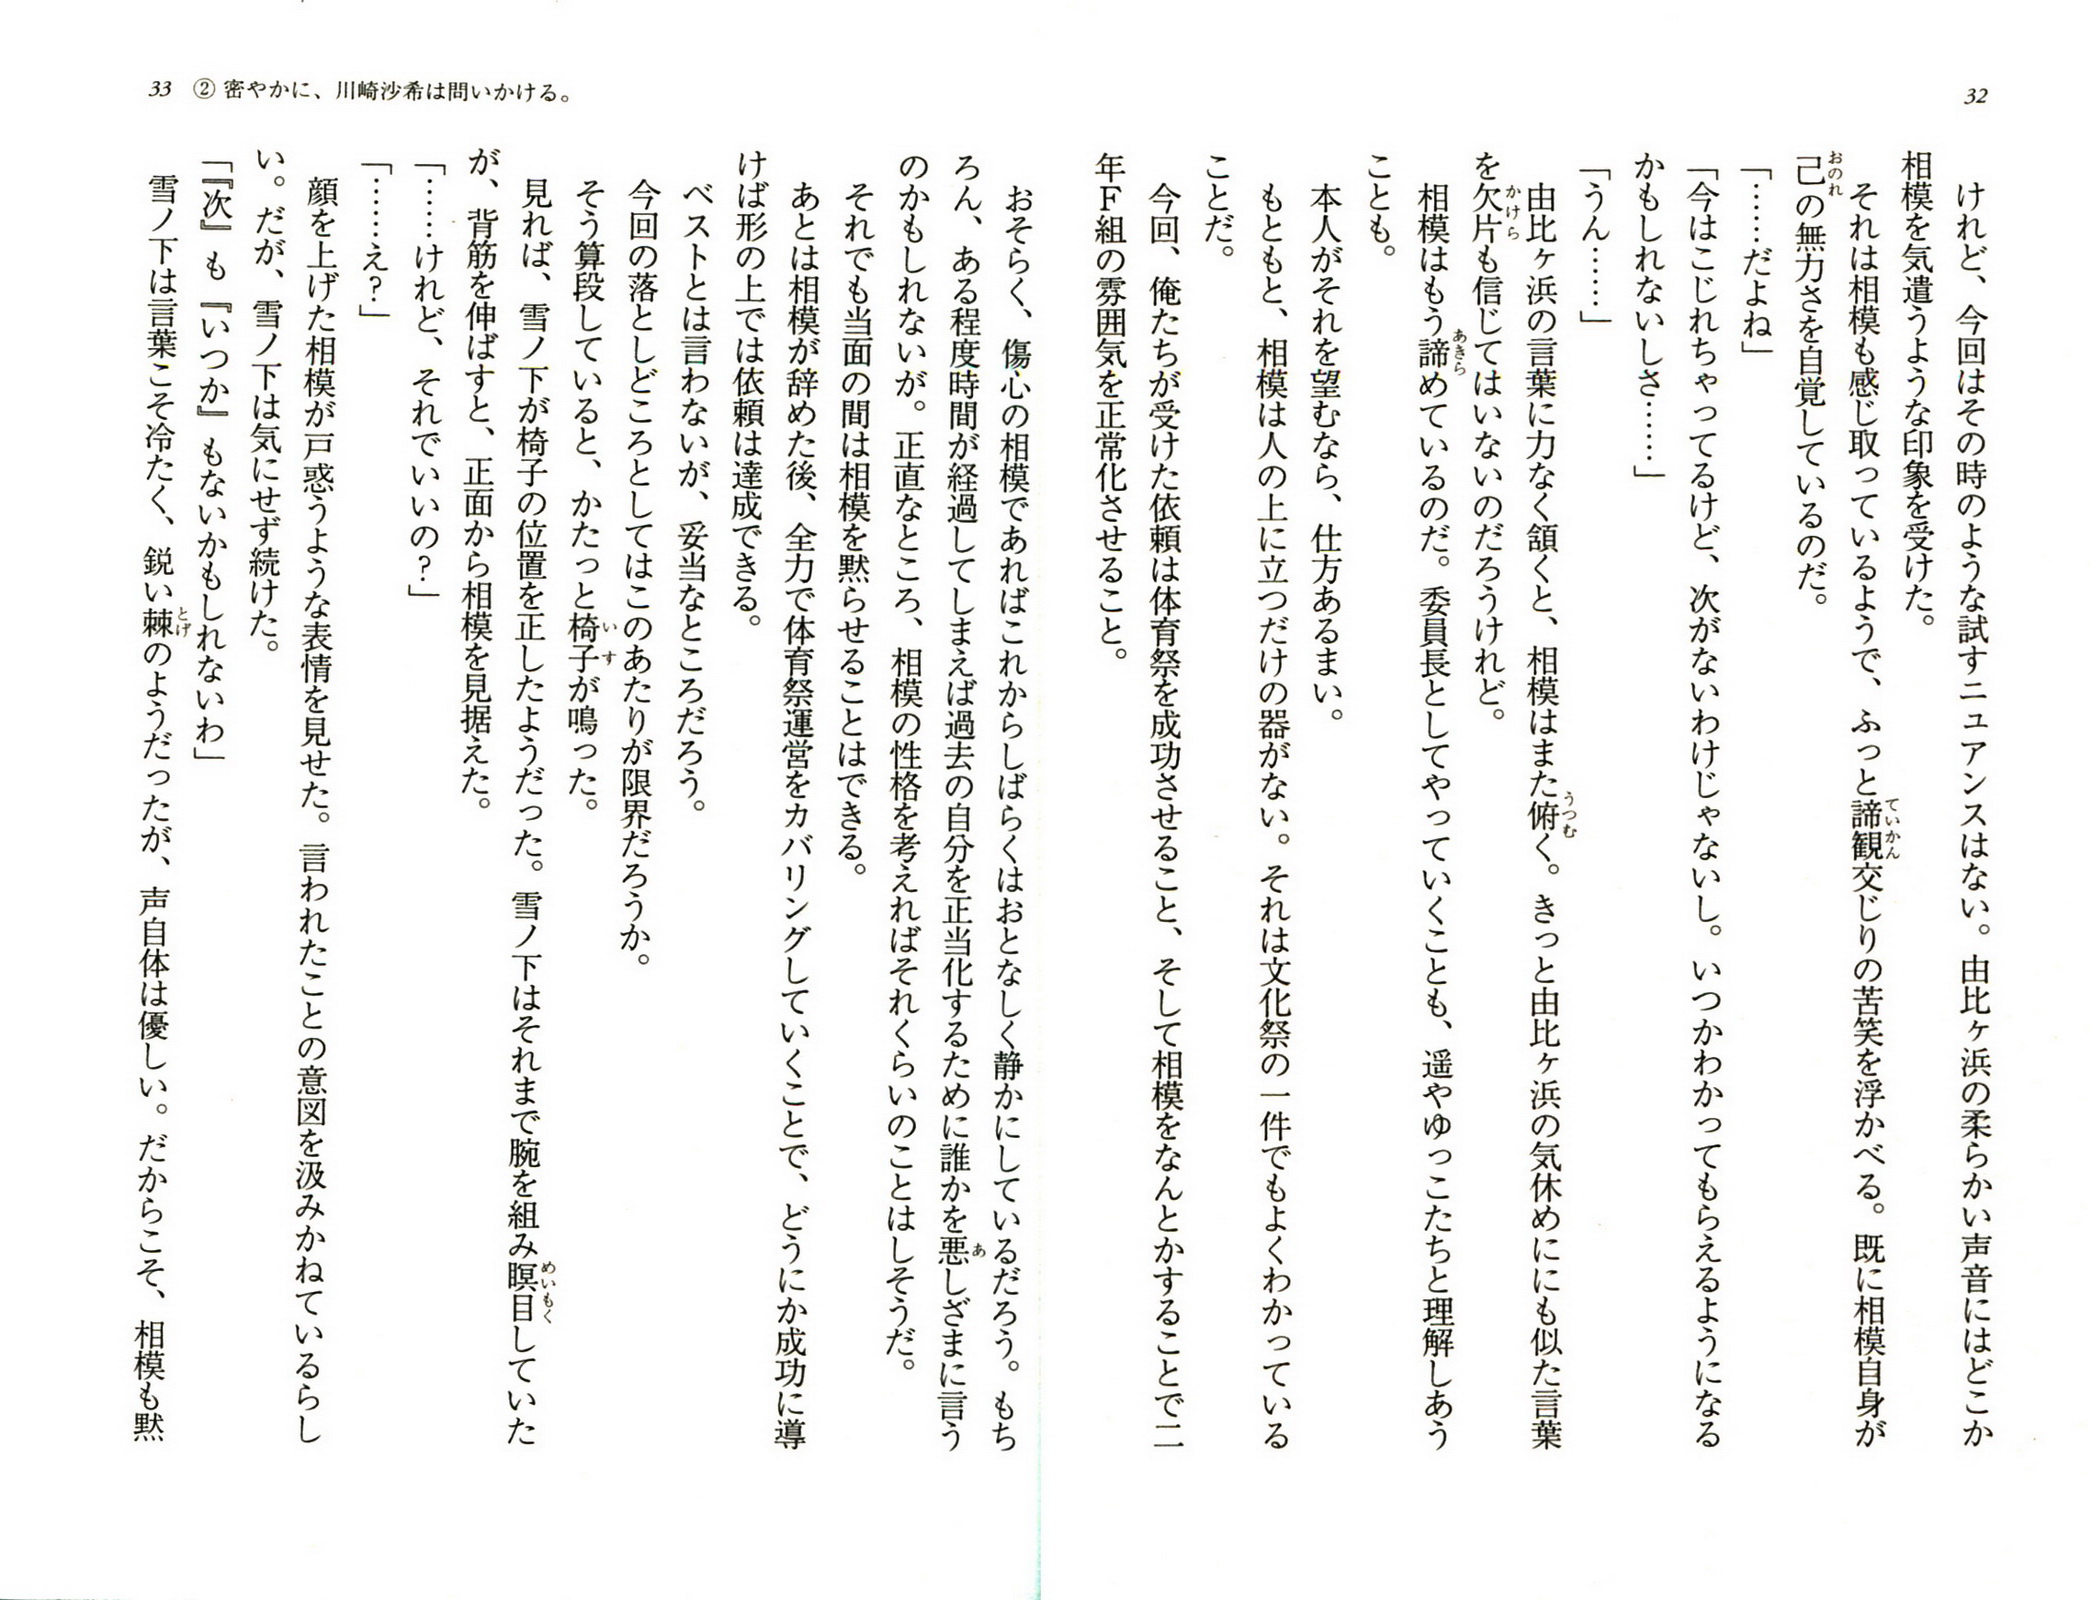 32
けれど、今回はその時のような試すニュアンスはない。由比ヶ浜の柔らかい声音にはどこか
相模を気遣うような印象を受けた。
それは相模も感じ取っているようで、ふっと諦観交じりの苦笑を浮かべる。既に相模自身が
己の無力さを自覚しているのだ。
「……だよね」
「今はこじれちゃってるけど、次がないわけじゃないし。いつかわかってもらえるようになる
かもしれないしさ……」
「うん……」
由比ヶ浜の言葉に力なく頷くと、相模はまた俯く。きっと由比ヶ浜の気休めににも似た言葉
を欠片も信じてはいないのだろうけれど。
相模はもう諦めているのだ。委員長としてやっていくことも、遥やゆっこたちと理解しあう
ことも。
本人がそれを望むなら、仕方あるまい。
もともと、相模は人の上に立つだけの器がない。それは文化祭の一件でもよくわかっている
ことだ。
今回、俺たちが受けた依頼は体育祭を成功させること、そして相模をなんとかすることで二
年F組の雰囲気を正常化させること。
33 ② 密やかに、川崎沙希は問いかける。
おそらく、傷心の相模であればこれからしばらくはおとなしく静かにしているだろう。もち
ろん、ある程度時間が経過してしまえば過去の自分を正当化するために誰かを悪しざまに言う
のかもしれないが。正直なところ、相模の性格を考えればそれくらいのことはしそうだ。
それでも当面の間は相模を黙らせることはできる。
あとは相模が辞めた後、全力で体育祭運営をカバリングしていくことで、どうにか成功に導
けば形の上では依頼は達成できる。
ベストとは言わないが、妥当なところだろう。
今回の落としどころとしてはこのあたりが限界だろうか。
そう算段していると、かたっと椅子が鳴った。
見れば、雪ノ下が椅子の位置を正したようだった。雪ノ下はそれまで腕を組み瞑目していた
が、背筋を伸ばすと、正面から相模を見据えた。
「……けれど、それでいいの？」
「……え？」
顔を上げた相模が戸惑うような表情を見せた。言われたことの意図を汲みかねているらし
い。だが、雪ノ下は気にせず続けた。
「『次』も『いつか』もないかもしれないわ」
雪ノ下は言葉こそ冷たく、鋭い棘のようだったが、声自体は優しい。だからこそ、相模も黙